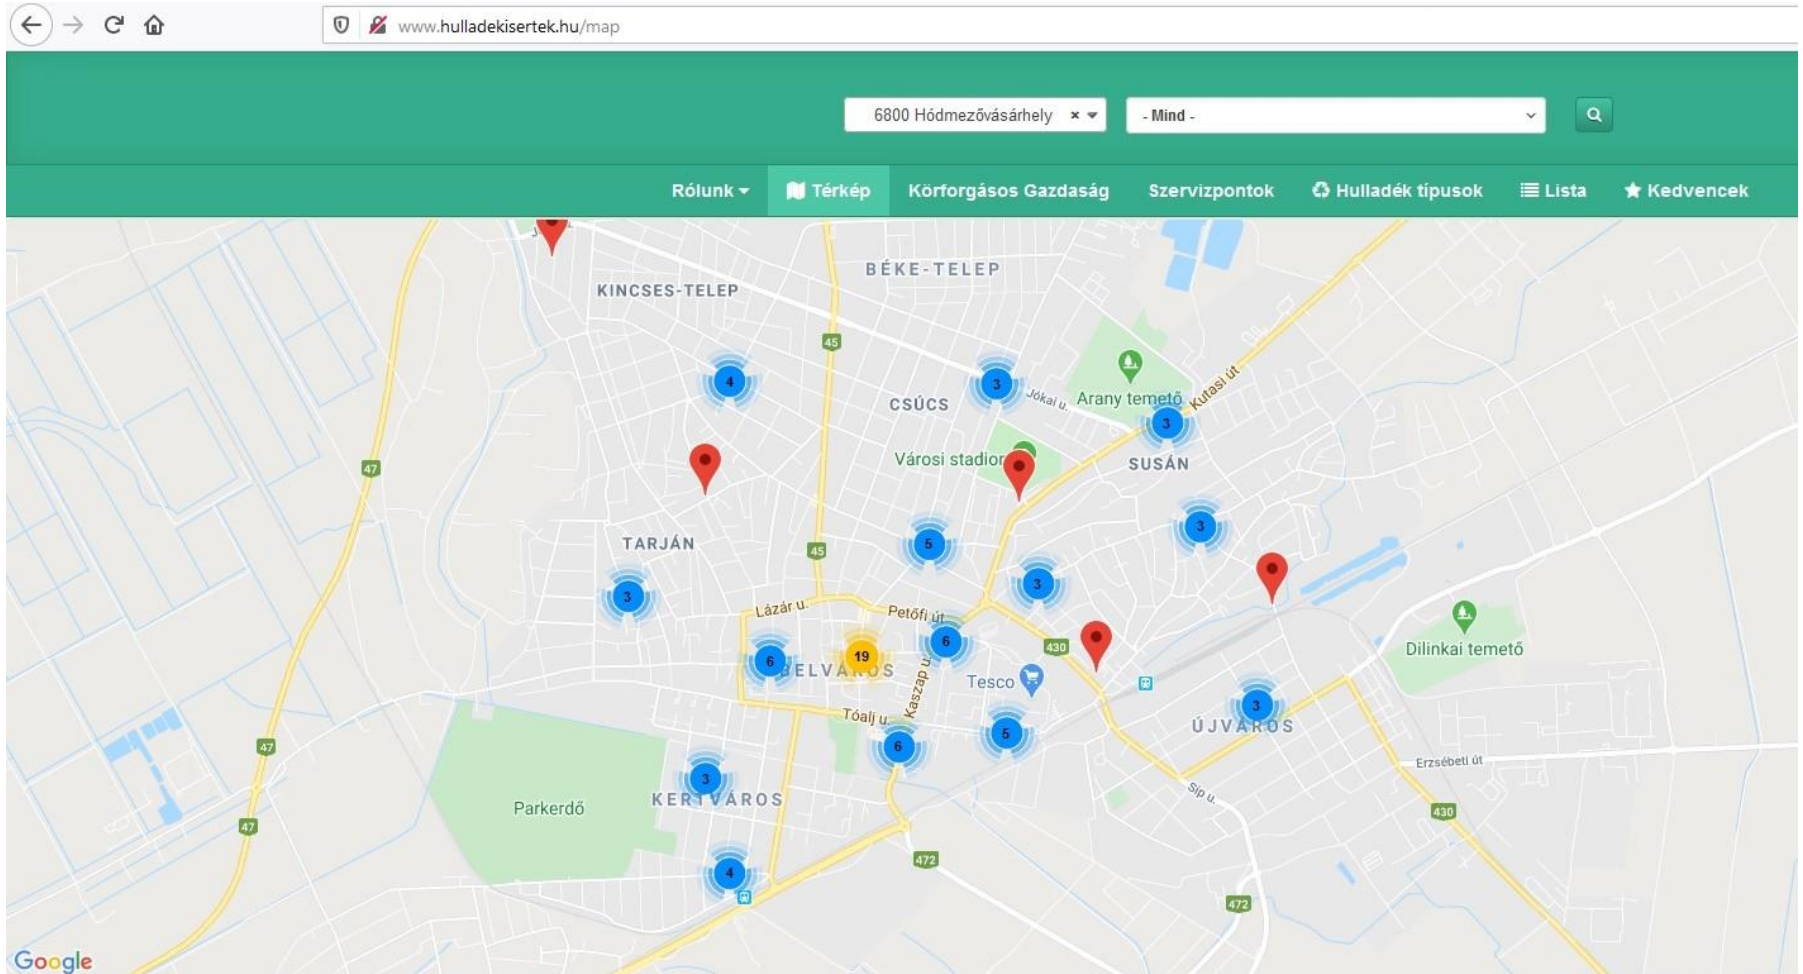 www.hulladekisertek.hu/map
6800 Hódmezővásárhely × - Mind -
Rólunk Térkép Körforgásos Gazdaság Szervizpontok Hulladék típusok Lista Kedvencek
BÉKE-TELEP
KINCSES-TELEP
45
4
3
Jókai u.
Arany temető
Kutasi út
CSÚCS
3
Városi stadion
SUSÁN
47
3
TARJÁN
5
45
3
3
Lázár u.
Petőfi út
6
430
19
6
BELVÁROS
Kaszap u.
Tesco
Dilinkai temető
3
Tóalj u.
ÚJVÁROS
5
6
47
Erzsébeti út
3
KERTVÁROS
Síp u.
Parkerdő
430
47
472
4
472
Google